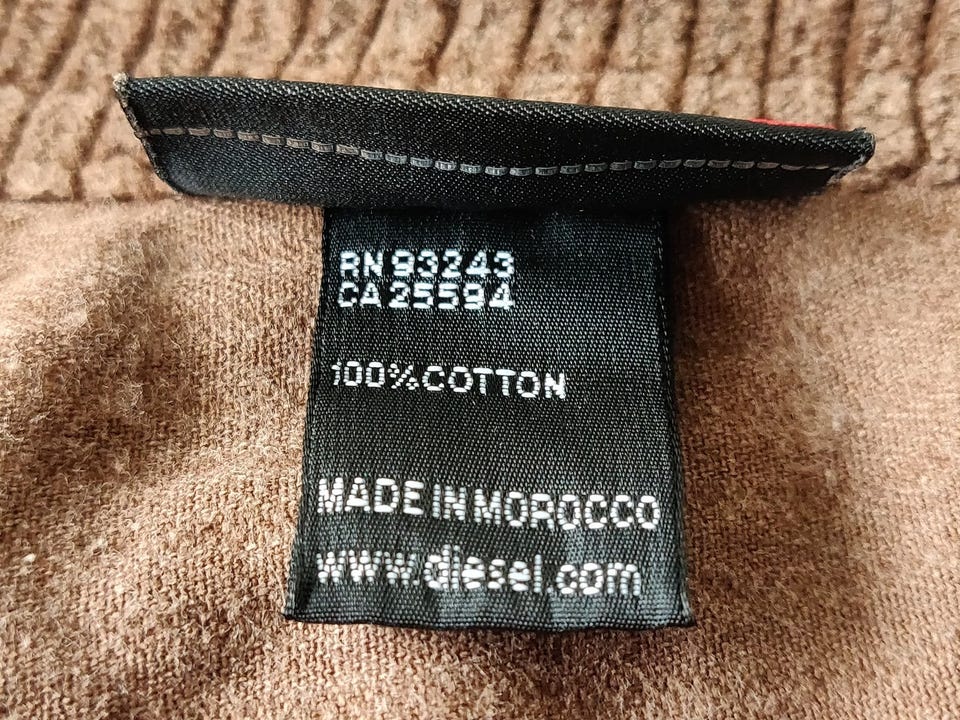 RN 93243
CA 25594
100%COTTON
MADE IN MOROCCO
www.diesel.com